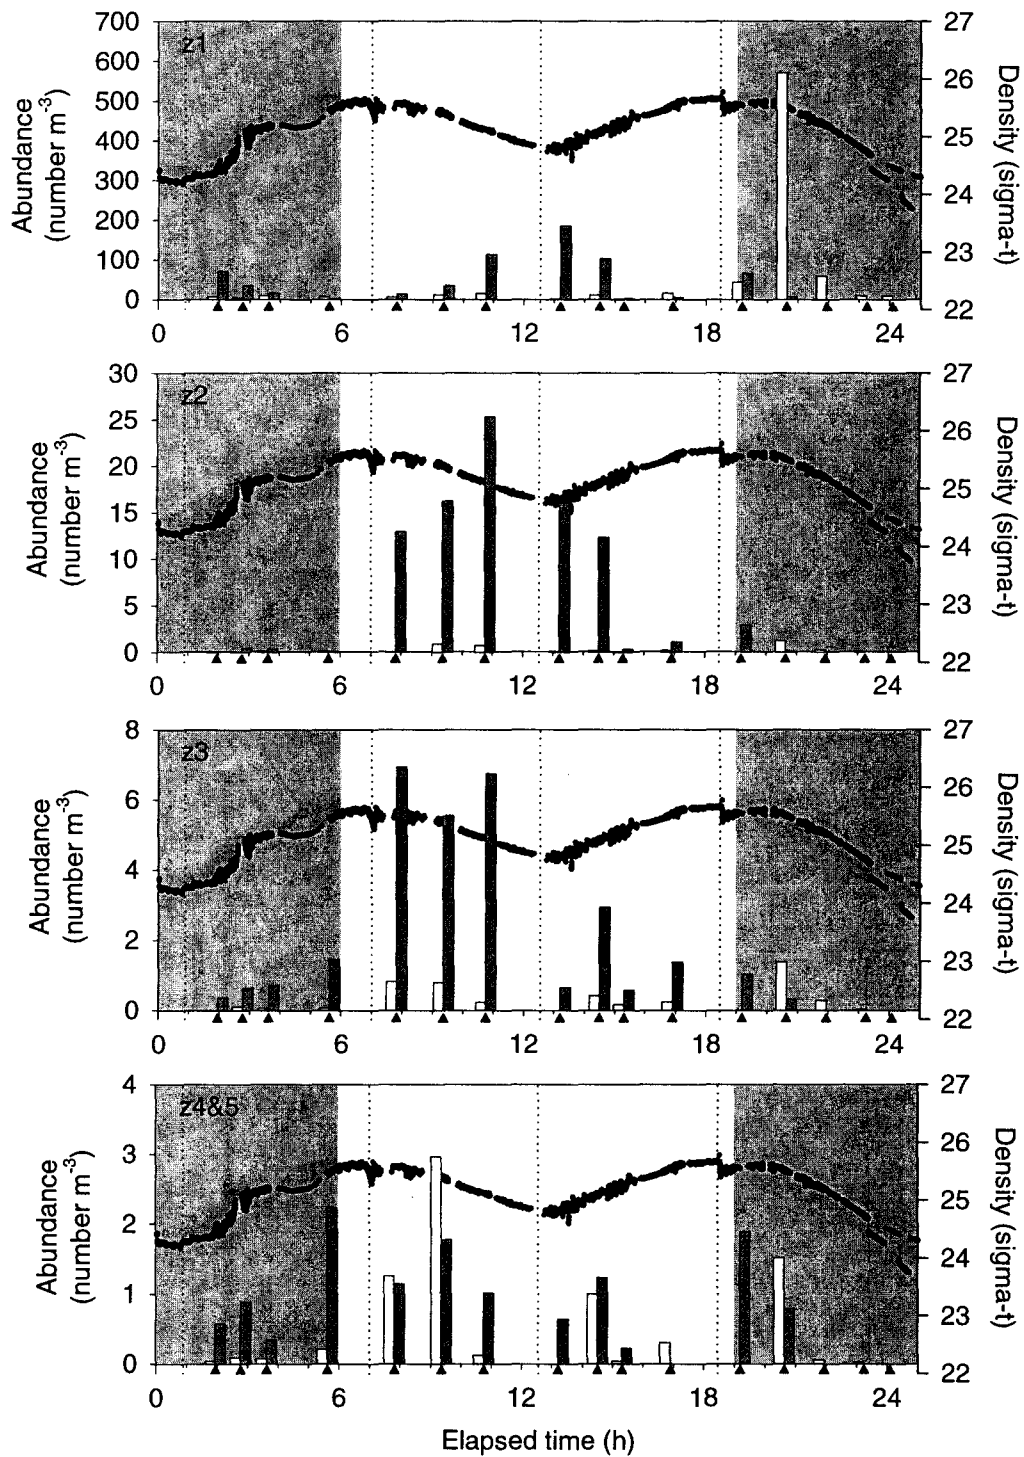 700
600
500
400
300
200
100
0
z1
27
26
25
24
23
22
0 6 12 18 24
Abundance
(number m-3)
Density (sigma-t)
30
25
20
15
10
5
0
z2
27
26
25
24
23
22
0 6 12 18 24
Abundance
(number m-3)
Density (sigma-t)
8
6
4
2
0
z3
27
26
25
24
23
22
0 6 12 18 24
Abundance
(number m-3)
Density (sigma-t)
4
3
2
1
0
z4&5
27
26
25
24
23
22
0 6 12 18 24
Abundance
(number m-3)
Density (sigma-t)
Elapsed time (h)